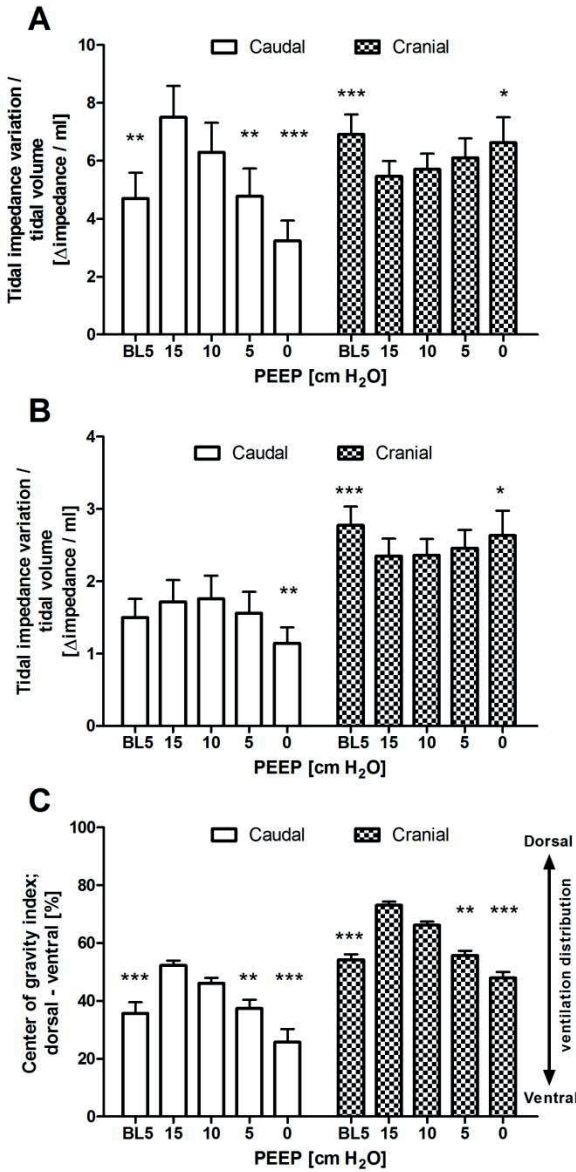 A
Caudal Cranial
Tidal impedance variation /
tidal volume
[Δimpedance / ml]
10
8
6
4
2
0
** ** *** *** *
BL5 15 10 5 0 BL5 15 10 5 0
PEEP [cm H₂O]
B
Caudal Cranial
Tidal impedance variation /
tidal volume
[Δimpedance / ml]
4
3
2
1
0
** *** *
BL5 15 10 5 0 BL5 15 10 5 0
PEEP [cm H₂O]
C
Caudal Cranial
Center of gravity index;
dorsal - ventral [%]
100
80
60
40
20
0
*** ** *** *** ** ***
BL5 15 10 5 0 BL5 15 10 5 0
PEEP [cm H₂O]
Dorsal
ventilation distribution
Ventral